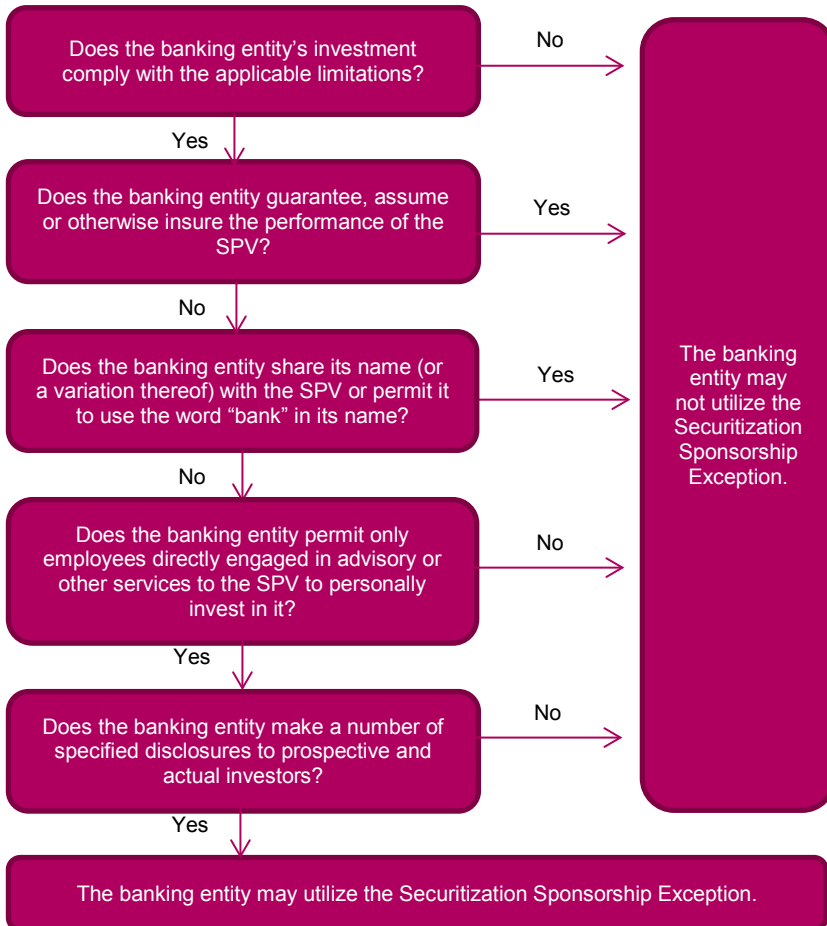 Does the banking entity’s investment
comply with the applicable limitations?
No
Yes
Does the banking entity guarantee, assume
or otherwise insure the performance of the
SPV?
Yes
No
Does the banking entity share its name (or
a variation thereof) with the SPV or permit it
to use the word “bank” in its name?
Yes
No
Does the banking entity permit only
employees directly engaged in advisory or
other services to the SPV to personally
invest in it?
No
Yes
Does the banking entity make a number of
specified disclosures to prospective and
actual investors?
No
Yes
The banking
entity may
not utilize the
Securitization
Sponsorship
Exception.
The banking entity may utilize the Securitization Sponsorship Exception.